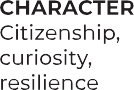 CHARACTER
Citizenship,
curiosity,
resilience